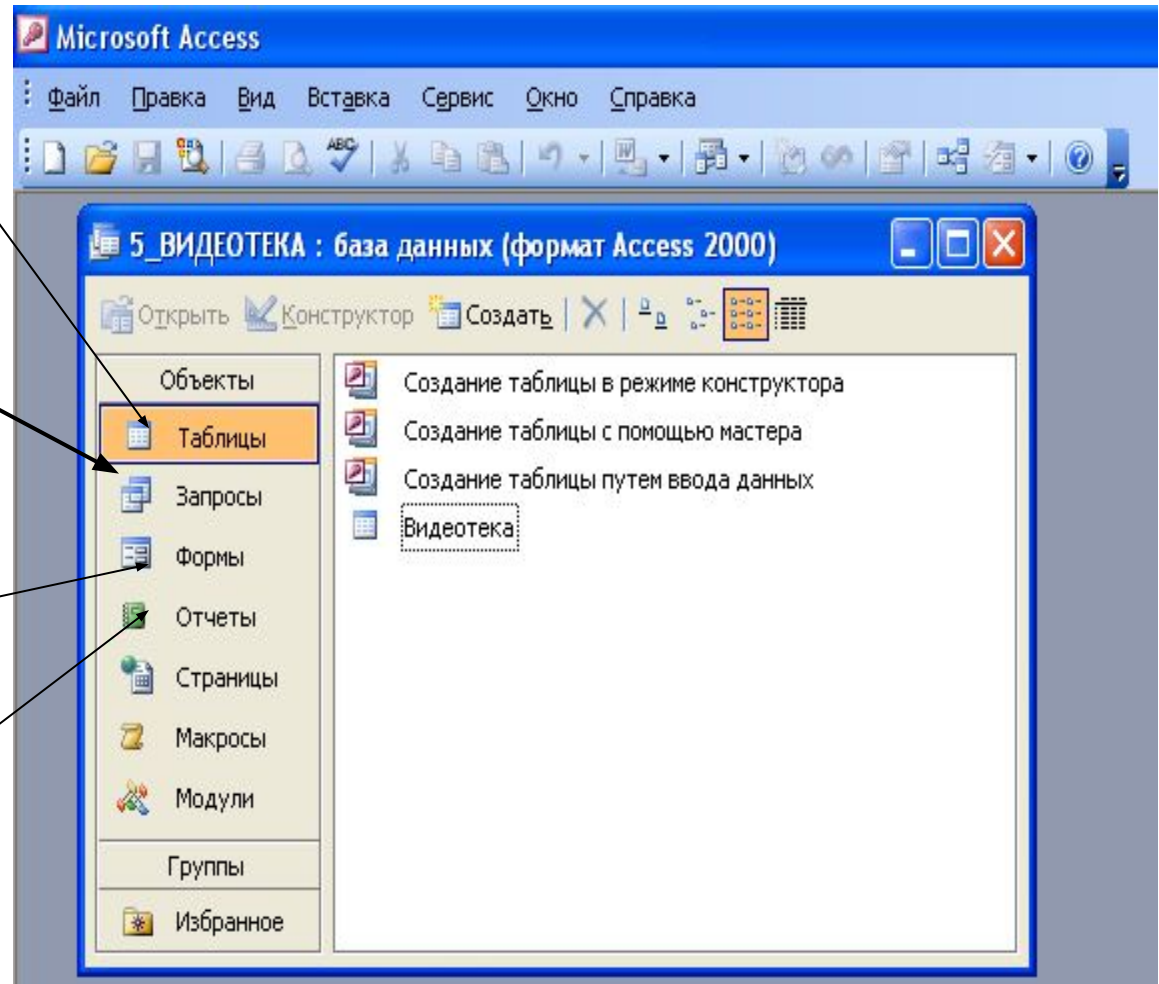 Microsoft Access
Файл Правка Вид Вставка Сервис Окно Справка
ABC
5_ВИДЕОТЕКА : база данных (формат Access 2000)
Открыть Конструктор Создать
Объекты
Таблицы
Запросы
Формы
Отчеты
Страницы
Макросы
Модули
Группы
Избранное
Создание таблицы в режиме конструктора
Создание таблицы с помощью мастера
Создание таблицы путем ввода данных
Видеотека